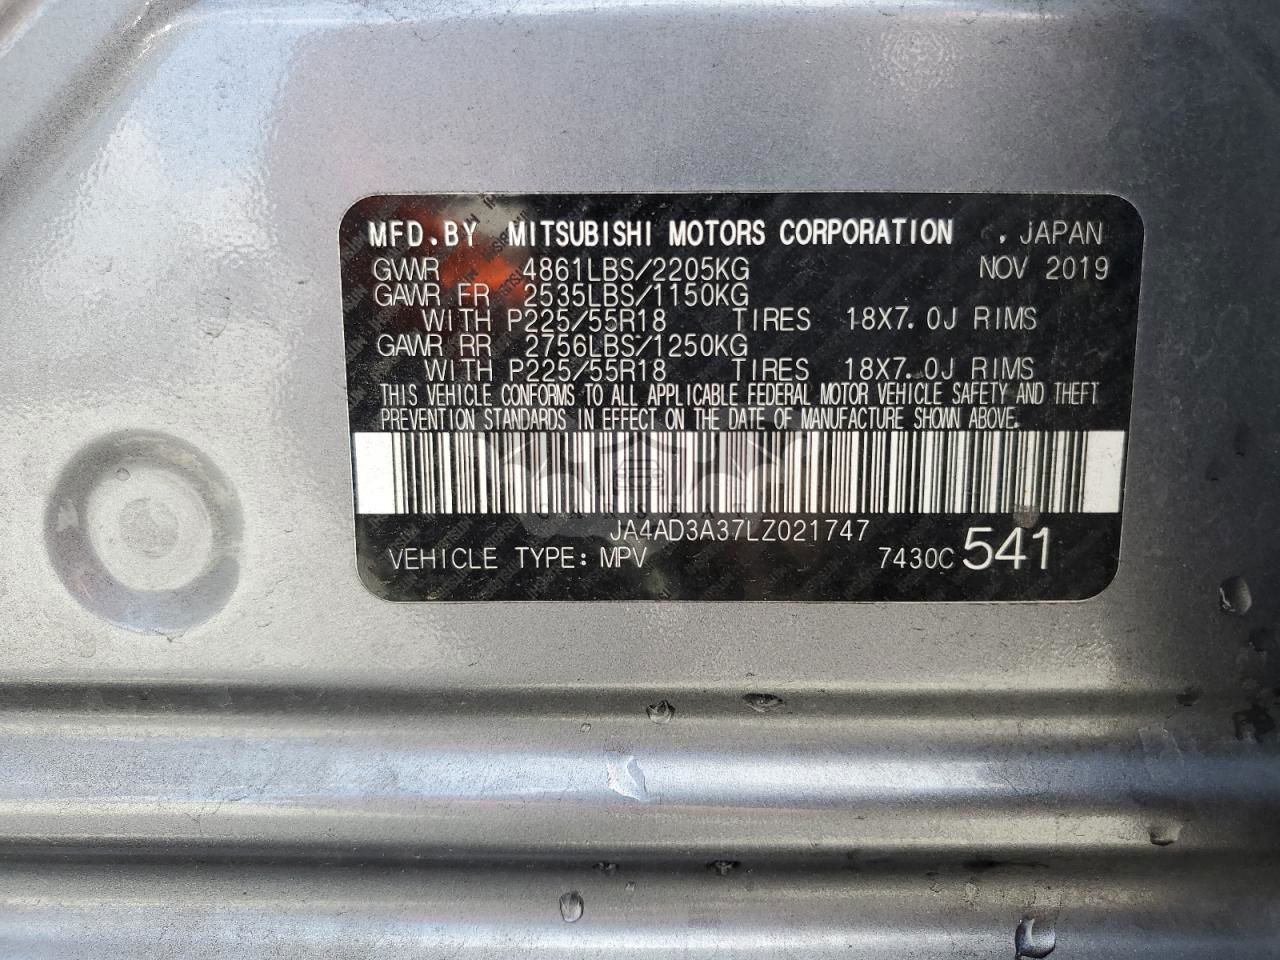 MFD.BY MITSUBISHI MOTORS CORPORATION , JAPAN
GVWR 4861LBS/2205KG NOV 2019
GAWR FR 2535LBS/1150KG
WITH P225/55R18 TIRES 18X7.0J RIMS
GAWR RR 2756LBS/1250KG
WITH P225/55R18 TIRES 18X7.0J RIMS
THIS VEHICLE CONFORMS TO ALL APPLICABLE FEDERAL MOTOR VEHICLE SAFETY AND THEFT
PREVENTION STANDARDS IN EFFECT ON THE DATE OF MANUFACTURE SHOWN ABOVE.
JA4AD3A37LZ021747
VEHICLE TYPE: MPV 7430C 541